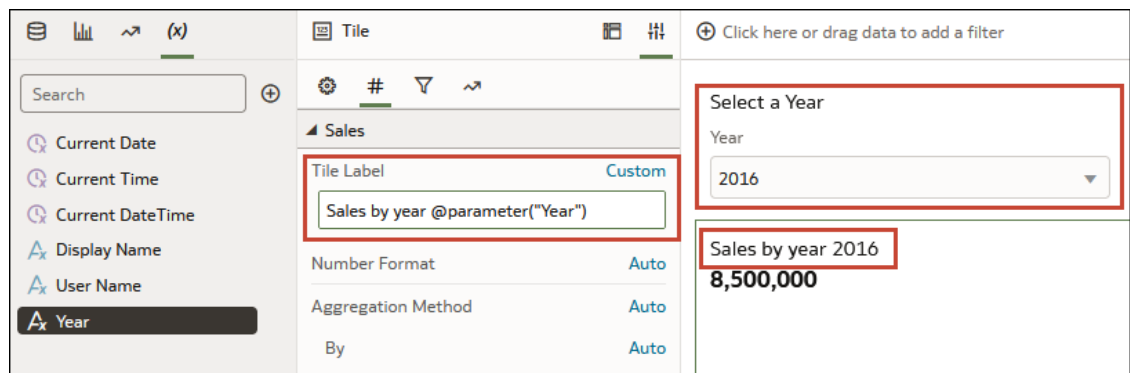 (x)
Search
Current Date
Current Time
Current DateTime
Display Name
User Name
Year
Tile
#
Sales
Tile Label Custom
Sales by year @parameter("Year")
Number Format Auto
Aggregation Method Auto
By Auto
Click here or drag data to add a filter
Select a Year
Year
2016
Sales by year 2016
8,500,000